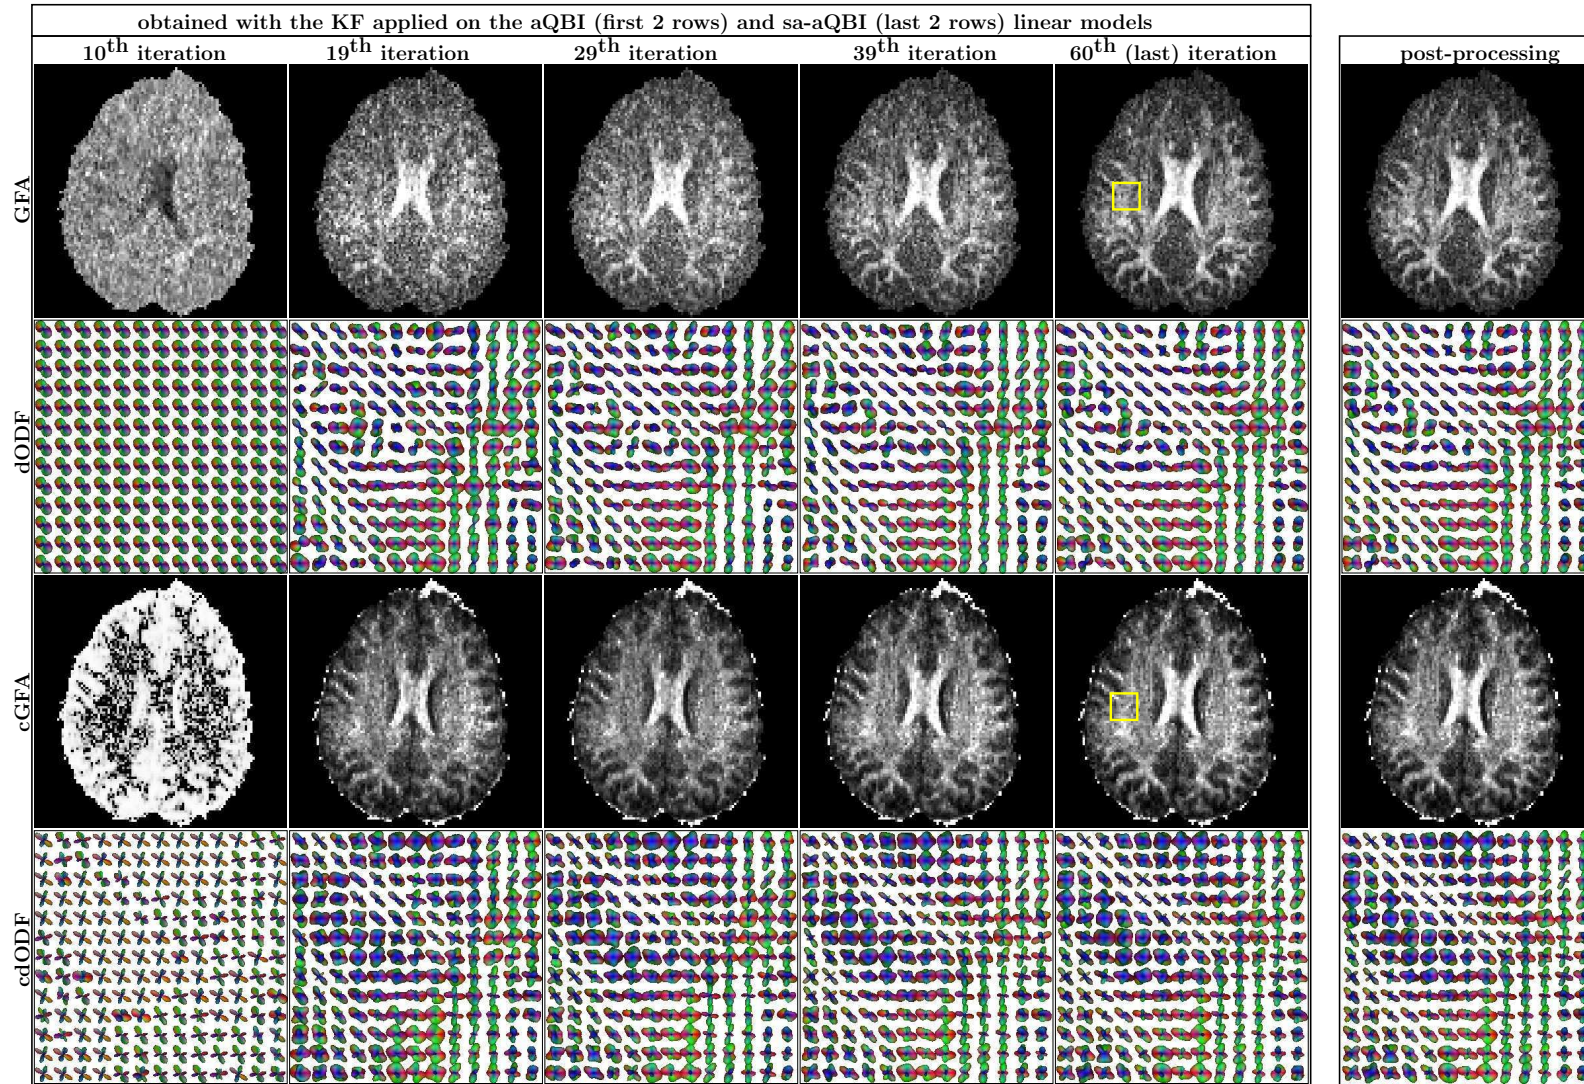 obtained with the KF applied on the aQBI (first 2 rows) and sa-aQBI (last 2 rows) linear models
10th iteration 19th iteration 29th iteration 39th iteration 60th (last) iteration post-processing
GFA
dODF
cGFA
cdODF